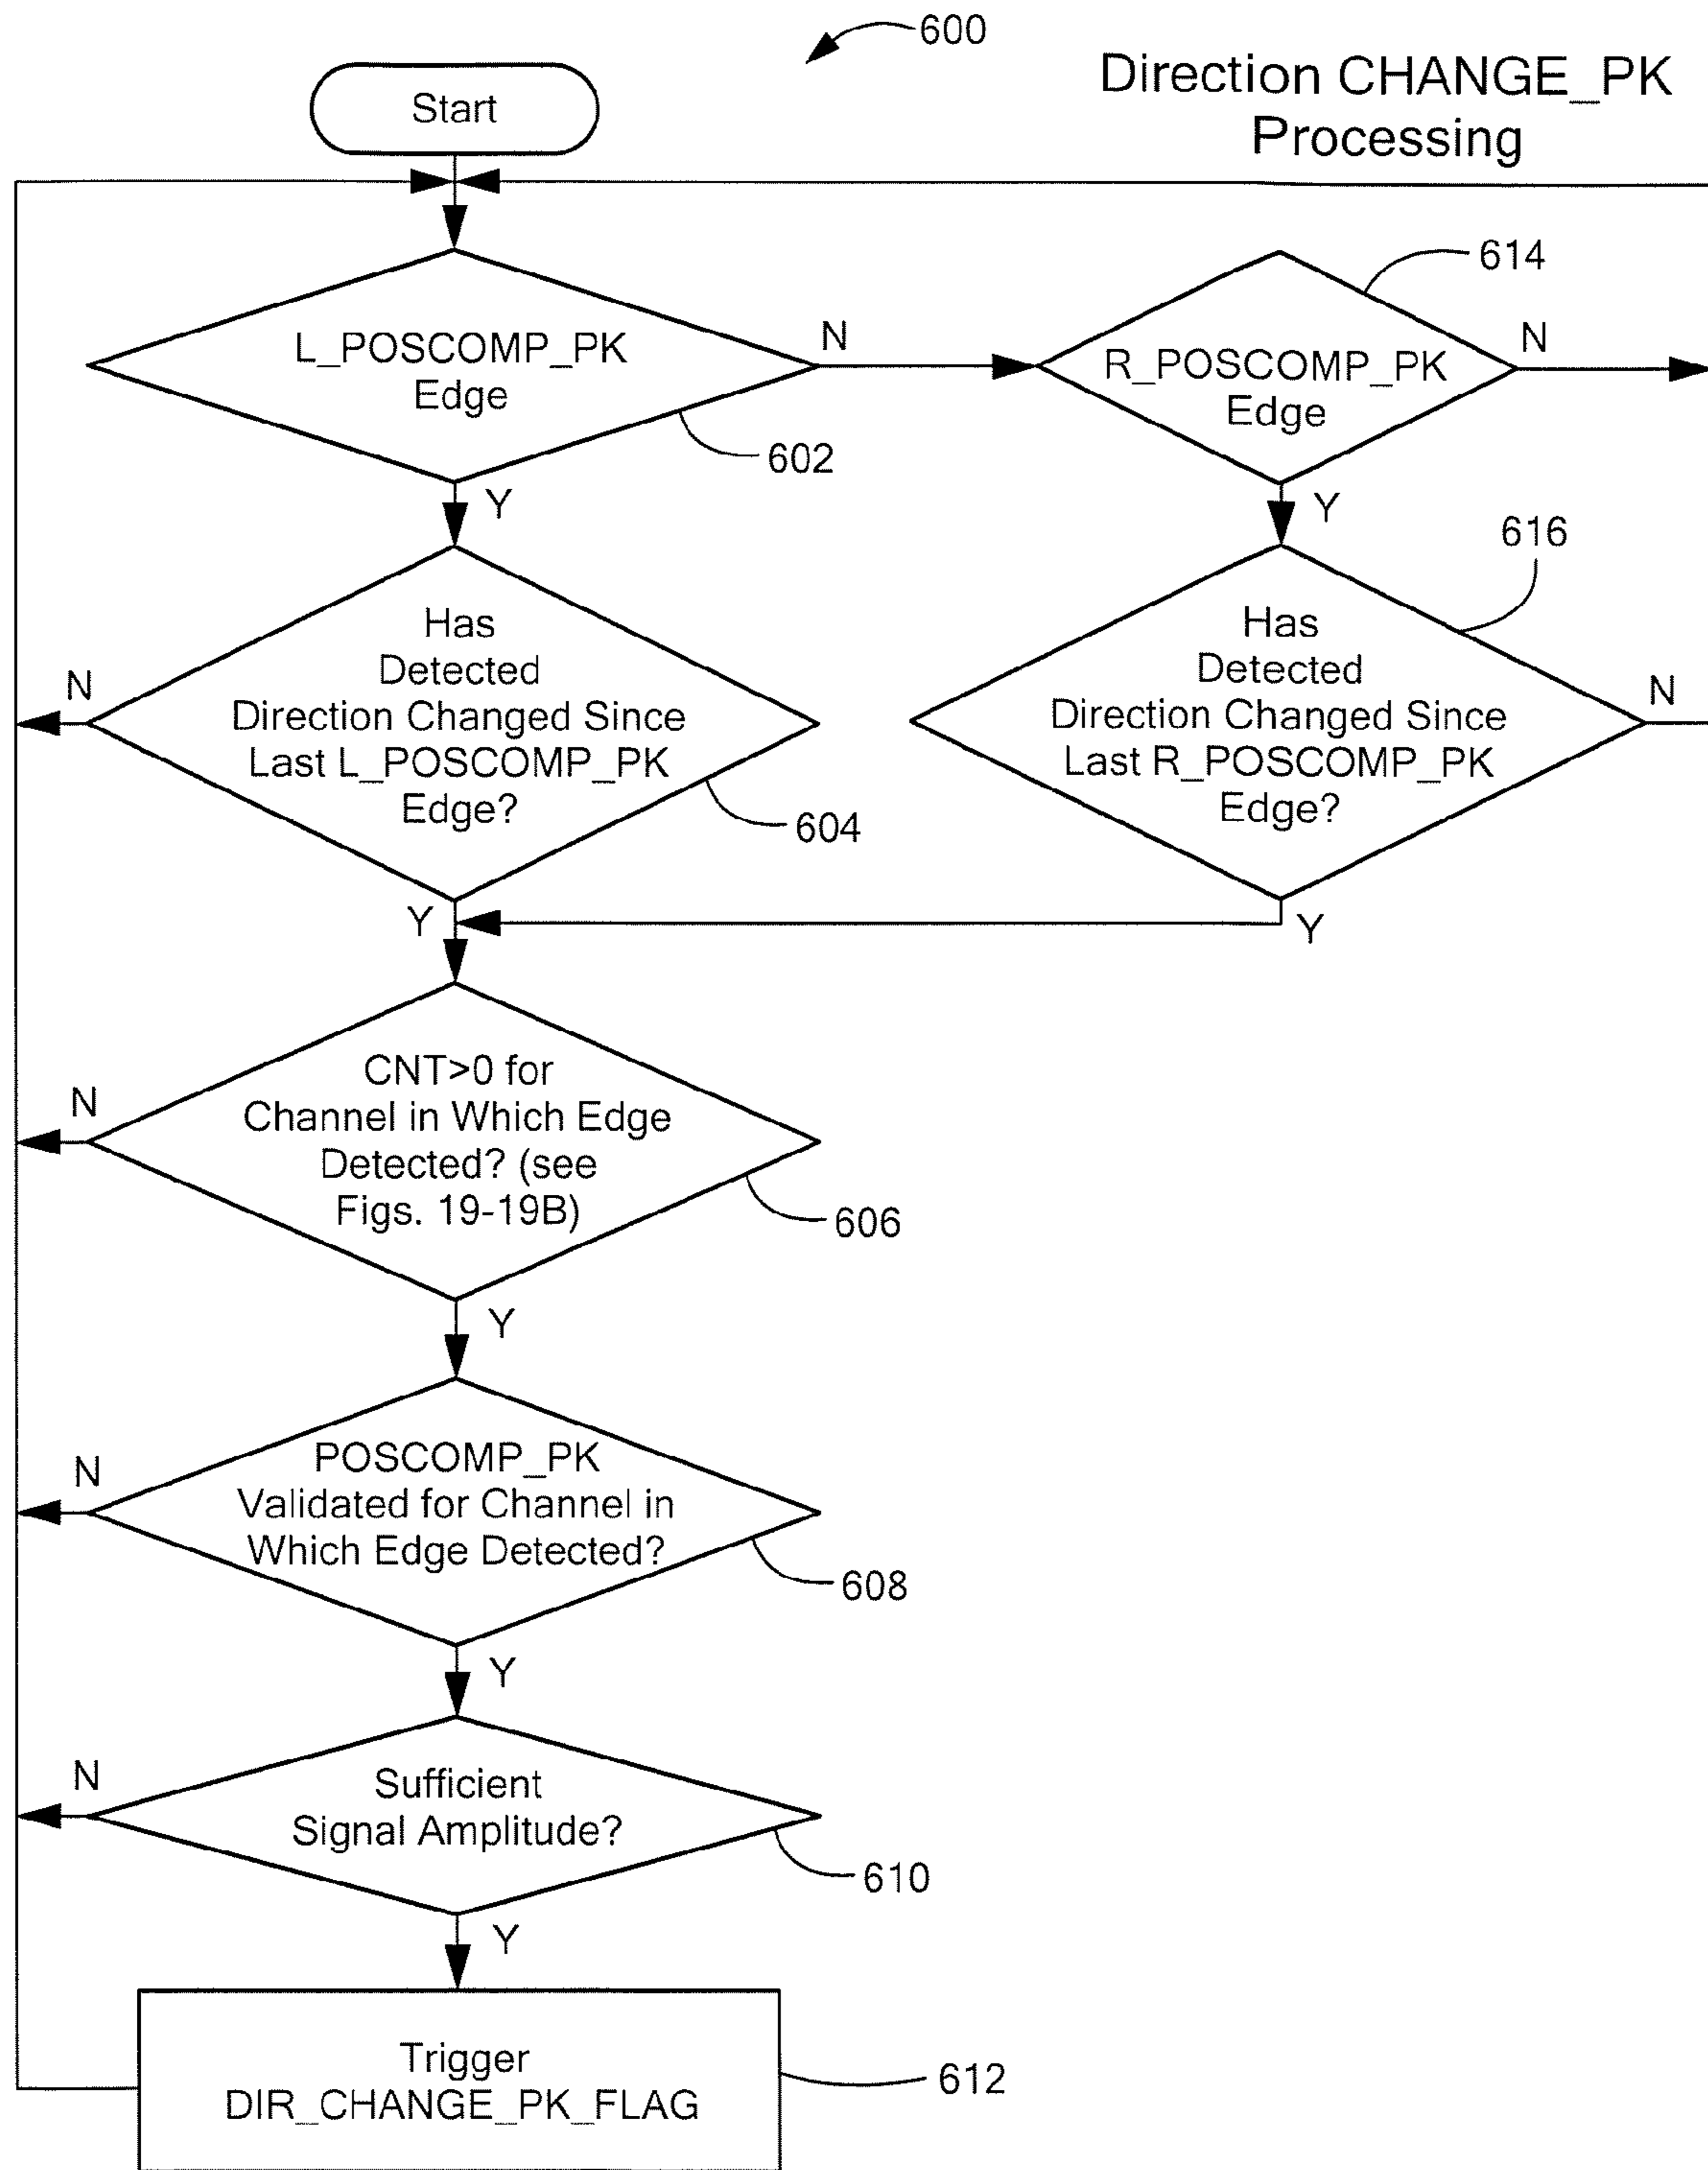 600
Direction CHANGE_PK
Processing
Start
L_POSCOMP_PK
Edge
N
602
Y
614
R_POSCOMP_PK
Edge
N
Y
616
Has
Detected
Direction Changed Since
Last L_POSCOMP_PK
Edge?
N
604
Y
Has
Detected
Direction Changed Since
Last R_POSCOMP_PK
Edge?
N
Y
CNT>0 for
Channel in Which Edge
Detected? (see
Figs. 19-19B)
N
606
Y
POSCOMP_PK
Validated for Channel in
Which Edge Detected?
N
608
Y
Sufficient
Signal Amplitude?
N
610
Y
Trigger
DIR_CHANGE_PK_FLAG
612